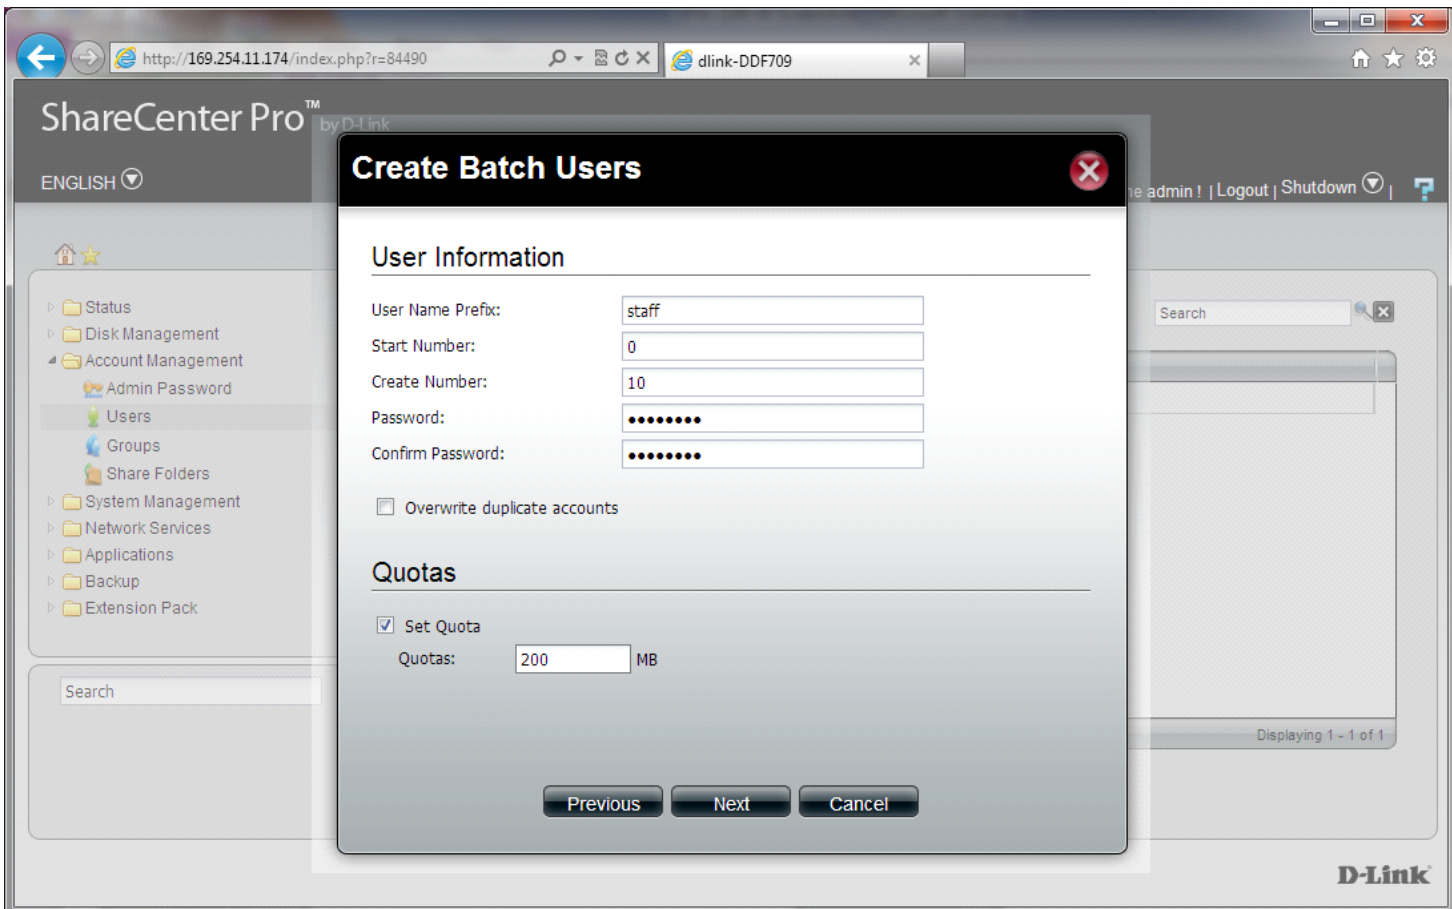 http://169.254.11.174/index.php?r=84490
dlink-DDF709
ShareCenter Pro™ by D-Link
ENGLISH
admin ! | Logout | Shutdown |
Create Batch Users
User Information
User Name Prefix: staff
Start Number: 0
Create Number: 10
Password: ••••••••
Confirm Password: ••••••••
Overwrite duplicate accounts
Quotas
Set Quota
Quotas: 200 MB
Previous Next Cancel
Status
Disk Management
Account Management
Admin Password
Users
Groups
Share Folders
System Management
Network Services
Applications
Backup
Extension Pack
Search
Search
Displaying 1 - 1 of 1
D-Link